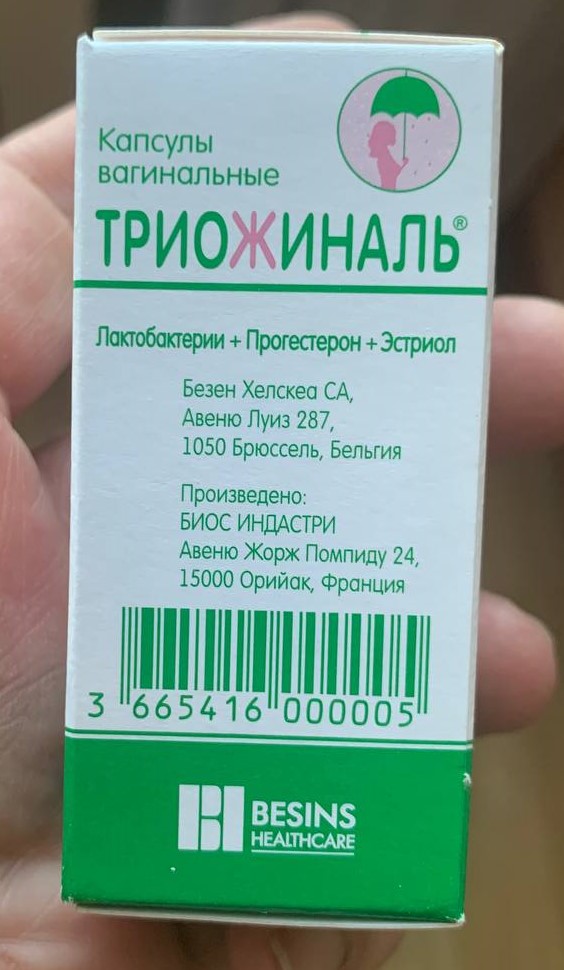 Капсулы
вагинальные
ТРИОЖИНАЛЬ®
Лактобактерии + Прогестерон + Эстриол
Безен Хелскеа СА,
Авеню Луиз 287,
1050 Брюссель, Бельгия
Произведено:
БИОС ИНДАСТРИ
Авеню Жорж Помпиду 24,
15000 Орийак, Франция
3 665416 000005
BESINS
HEALTHCARE